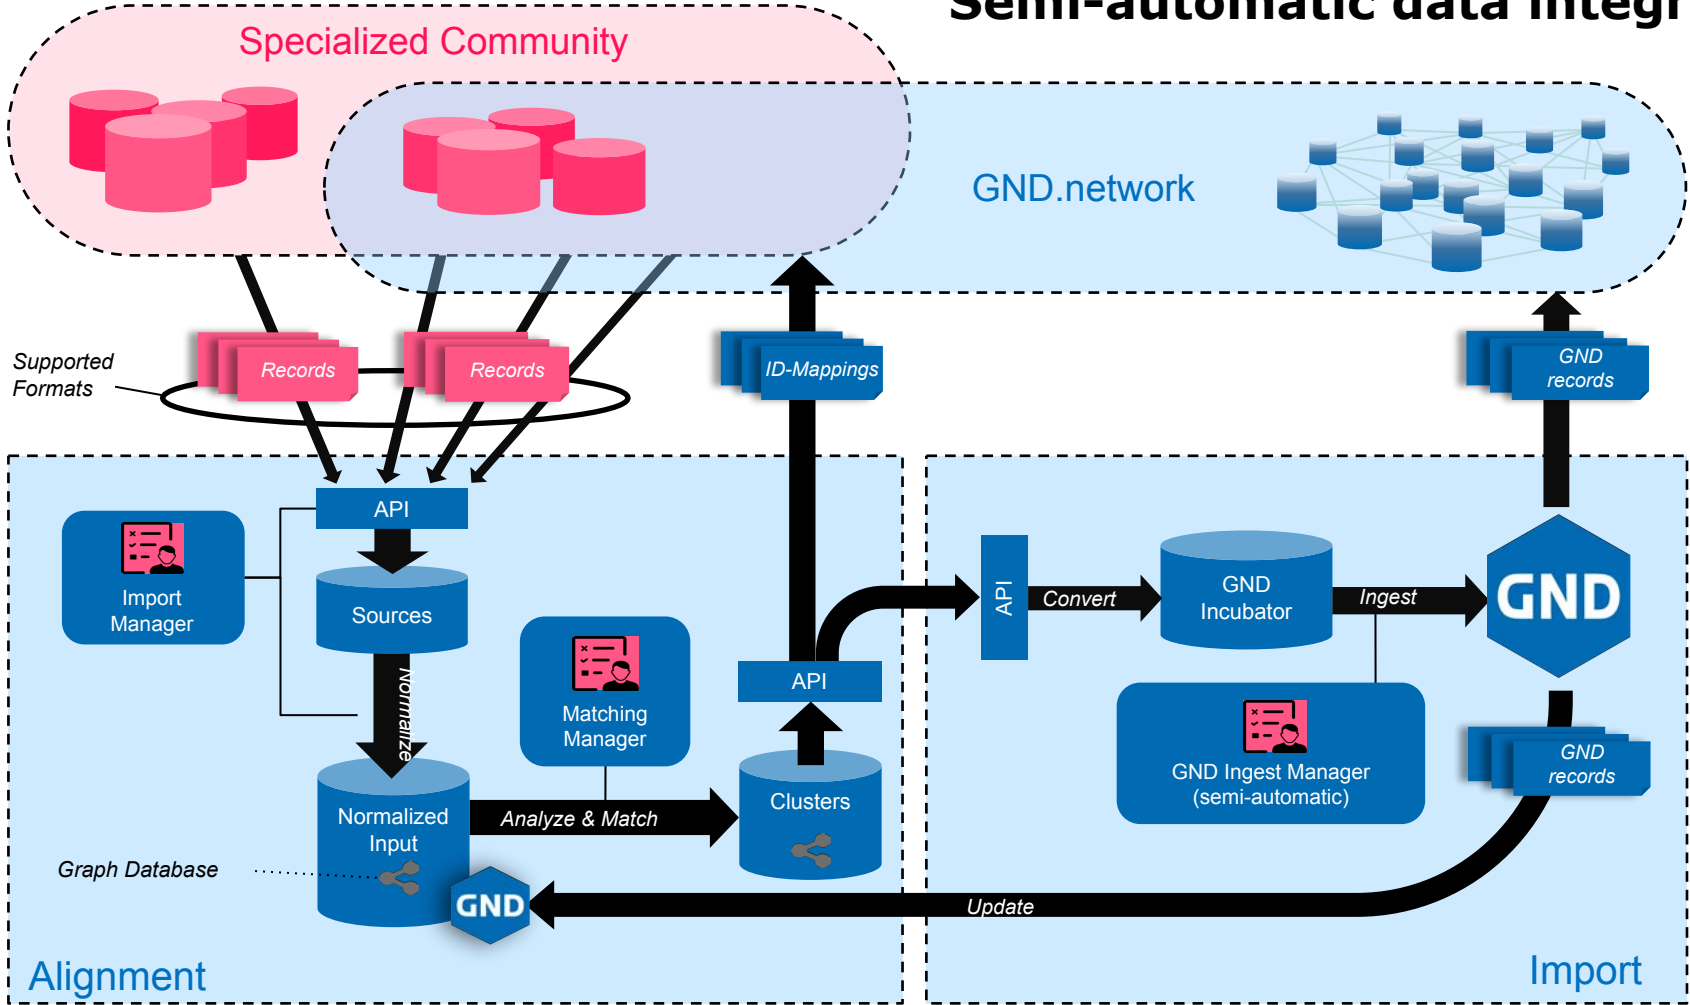 Semi-automatic data integr
Specialized Community
GND.network
Supported
Formats
Records
Records
ID-Mappings
GND
records
API
Import
Manager
Sources
Normalize
Matching
Manager
Normalized
Input
Analyze & Match
Clusters
API
Graph Database
GND
Alignment
API
Convert
GND
Incubator
Ingest
GND
GND Ingest Manager
(semi-automatic)
GND
records
Update
Import